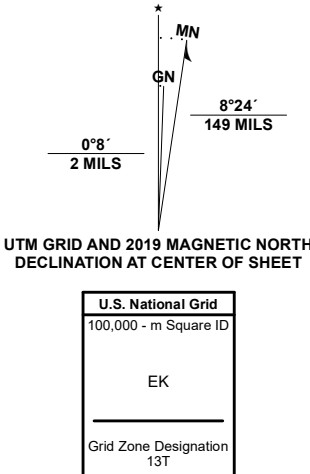 ★
MN
GN
8°24´
149 MILS
0°8´
2 MILS
UTM GRID AND 2019 MAGNETIC NORTH
DECLINATION AT CENTER OF SHEET
U.S. National Grid
100,000 - m Square ID
EK
Grid Zone Designation
13T